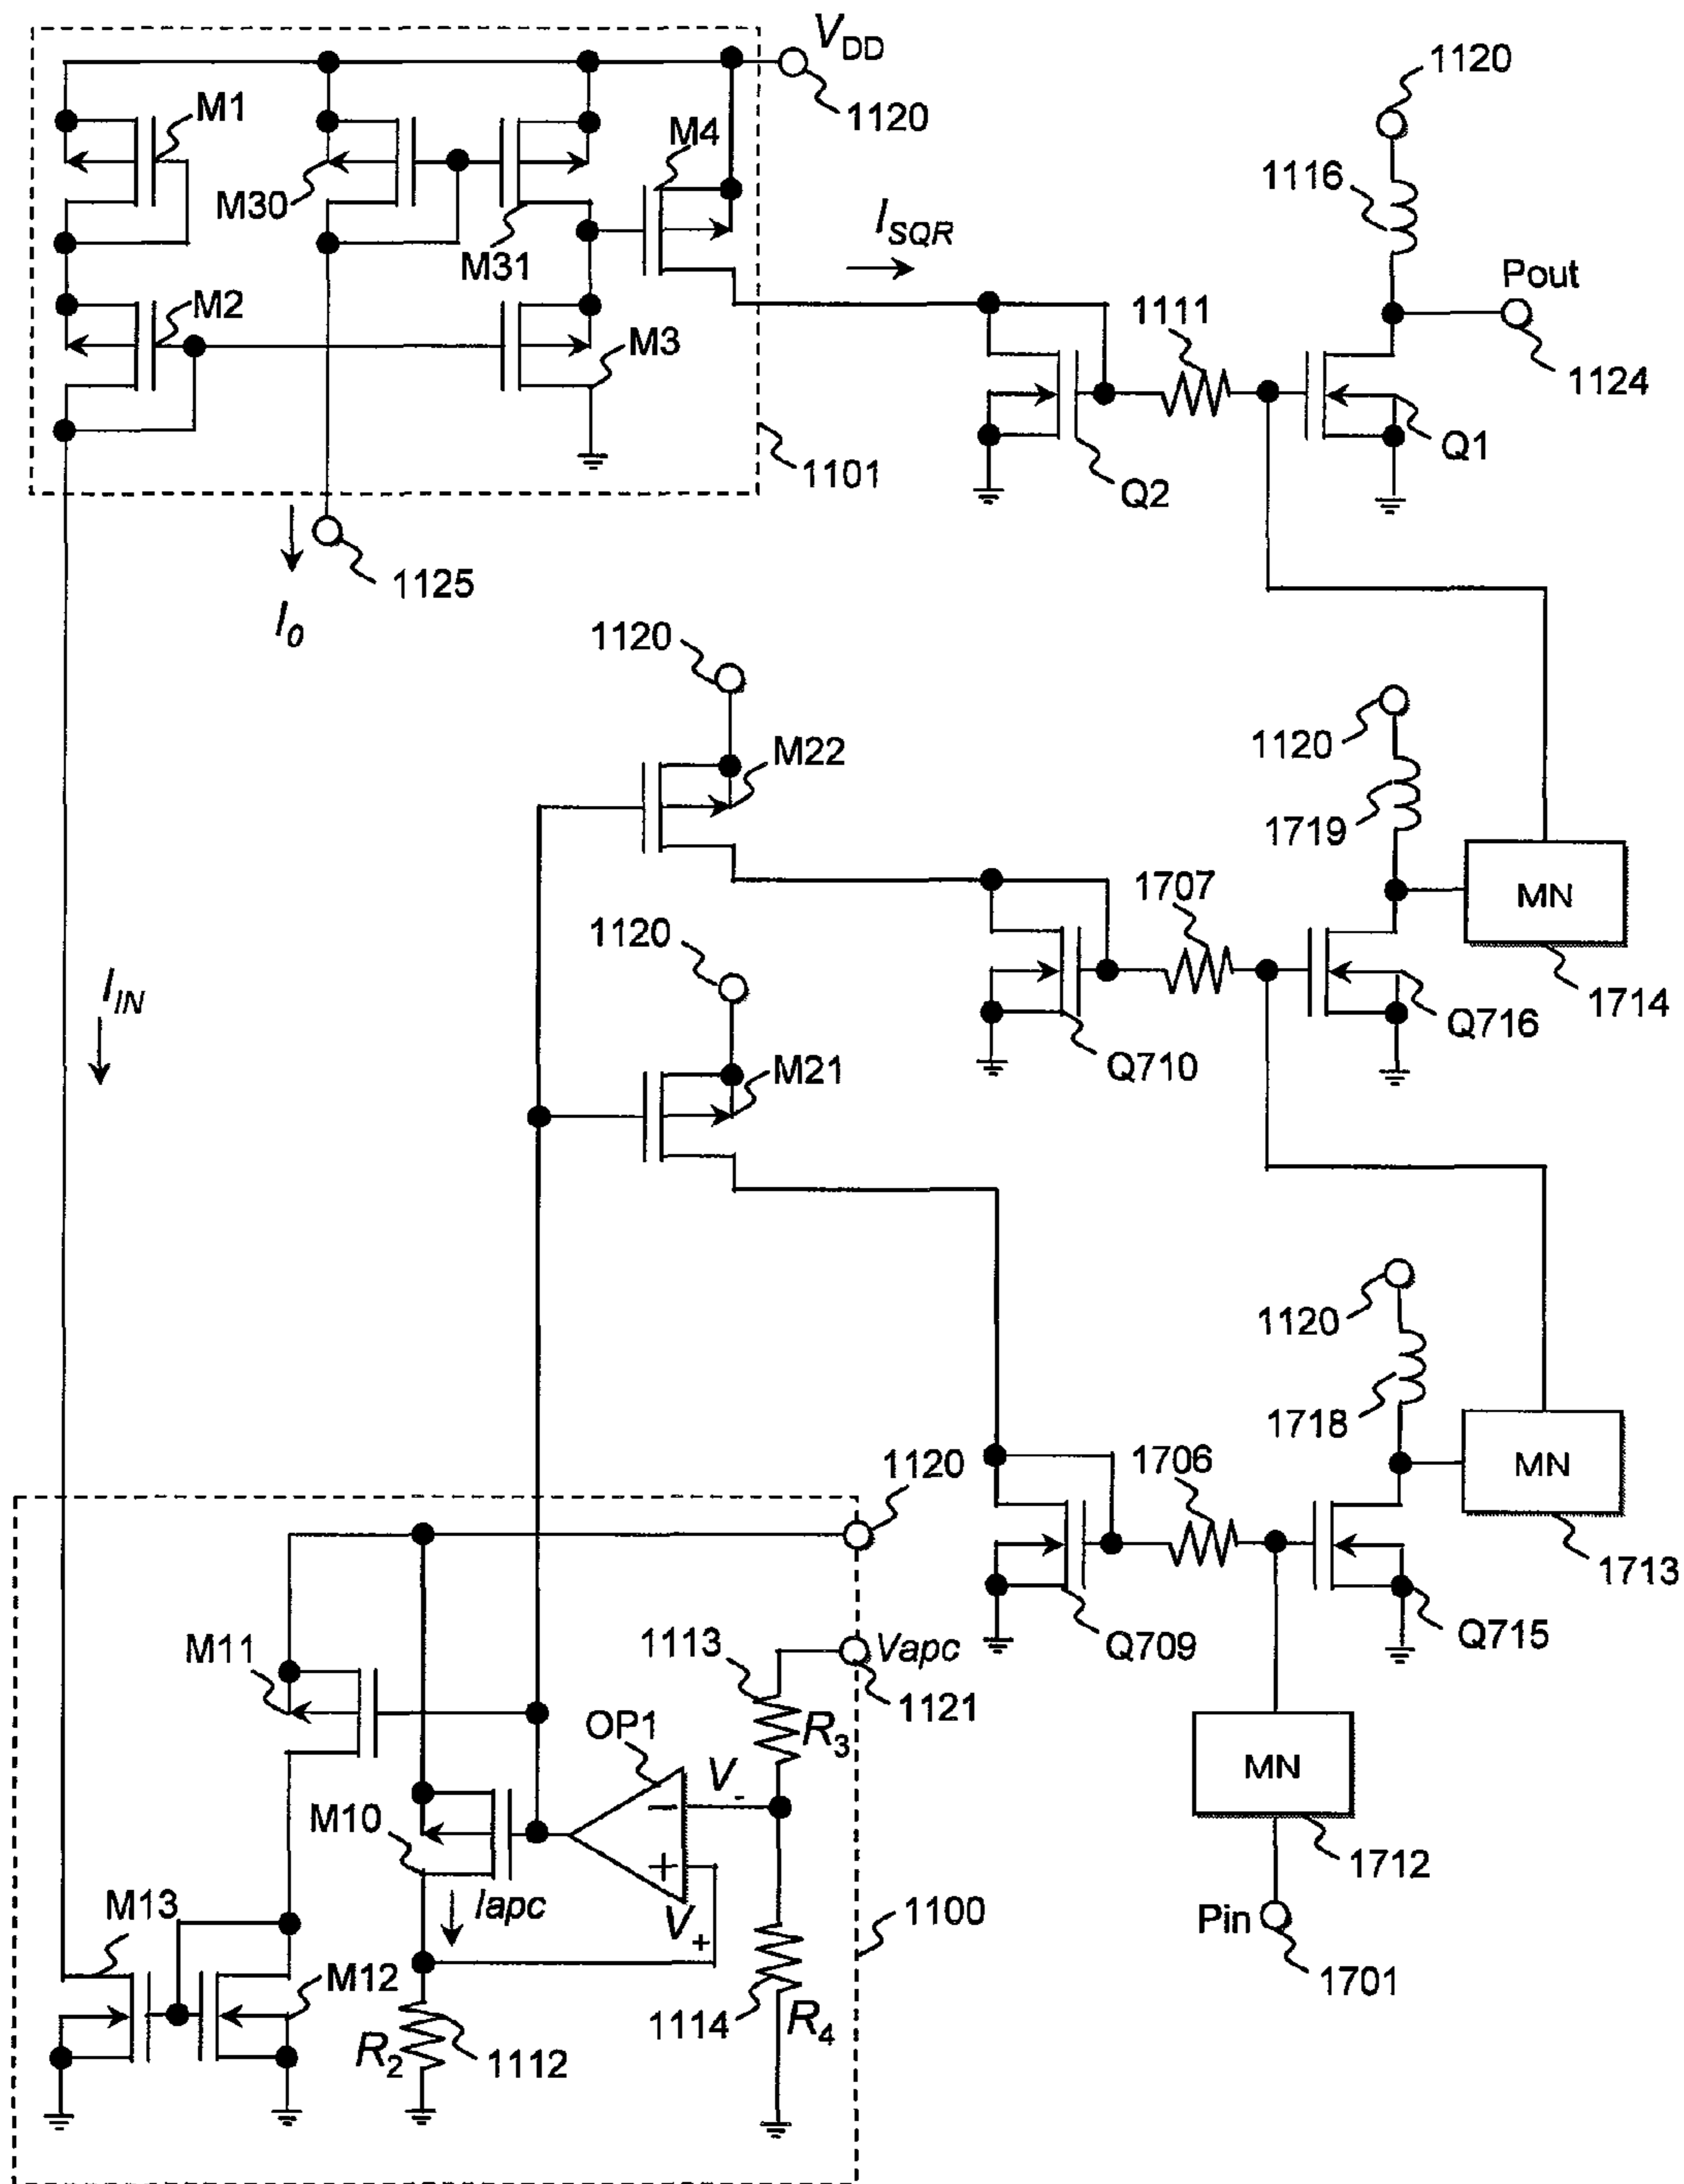 VDD
1120
M1
M4
1120
M30
1116
ISQR
M31
Pout
M2
1111
M3
1124
1101
Q2
Q1
1125
I0
1120
M22
1120
1719
1707
1120
MN
IIN
1714
Q716
Q710
M21
1120
1718
1706
1120
MN
1713
Q709
Q715
1113
Vapc
M11
1121
OP1
R3
V-
MN
M10
−
1712
+
Iapc
1100
M13
V+
Pin
M12
1701
1114
R4
R2
1112